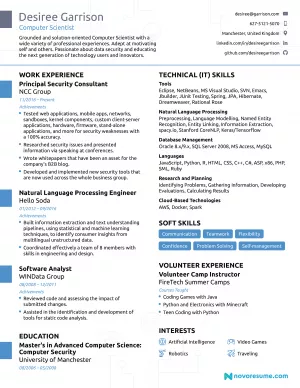 Desiree Garrison
Computer Scientist
Grounded and solution-oriented Computer Scientist with a
wide variety of professional experiences. Adept at motivating
self and others. Passionate about data security and educating
the next generation of technology users and innovators.
desiree@garrison.com
627-5121-5070
Manchester, United Kingdom
linkedin.com/in/desireegarrison
github.com/desireegarrison
WORK EXPERIENCE
Principal Security Consultant
NCC Group
11/2016 - Present
Achievements
Tested web applications, mobile apps, networks,
sandboxes, kernel components, custom client-server
applications, hardware, firmware, stand-alone
applications, and more for security weaknesses with
a 100% accuracy.
Researched security issues and presented
information via speaking at conferences.
Wrote whitepapers that have been an asset for the
company's B2B blog.
Developed and implemented new security tools that
are now used across the whole business group.
Natural Language Processing Engineer
Hello Soda
Achievements
Built information extraction and text understanding
pipelines, using statistical and machine learning
techniques, to identify consumer insights from
multilingual unstructured data.
Coordinated effectively a team of 8 members with
skills in engineering and design.
Software Analyst
WINData Group
Achievements
Reviewed code and assessing the impact of
submitted changes.
Assisted in the identification and development of
tools for static code analysis.
EDUCATION
Master's in Advanced Computer Science:
Computer Security
University of Manchester
TECHNICAL (IT) SKILLS
Tools
Eclipse, NetBeans, MS Visual Studio, SVN, Emacs,
JBuilder, JUnit Testing, Spring, JPA, Hibernate,
Dreamweaver, Rational Rose
Natural Language Processing
Preprocessing, Language Modelling, Named Entity
Recognition, Entity Linking, Information Extraction,
spacy.io, Stanford CoreNLP, Keras/Tensorflow
Database Management
Oracle 8.x/9.x, SQL Server 2008, MS Access, MySQL
Languages
JavaScript, Python, R, HTML, CSS, C++, C#, ASP, x86, PHP,
SML, Ruby
Research and Planning
Identifying Problems, Gathering Information, Developing
Evaluations, Calculating Results
Cloud-Based Technologies
AWS, Docker, Spark
SOFT SKILLS
Communication Teamwork Flexibility
Confidence Problem Solving Self-management
VOLUNTEER EXPERIENCE
Volunteer Camp Instructor
FireTech Summer Camps
Courses Taught
Coding Games with Java
Python and Electronics with Minecraft
Teen Coding with Python
INTERESTS
Artificial Intelligence Video Games
Robotics Traveling
novoresume.com